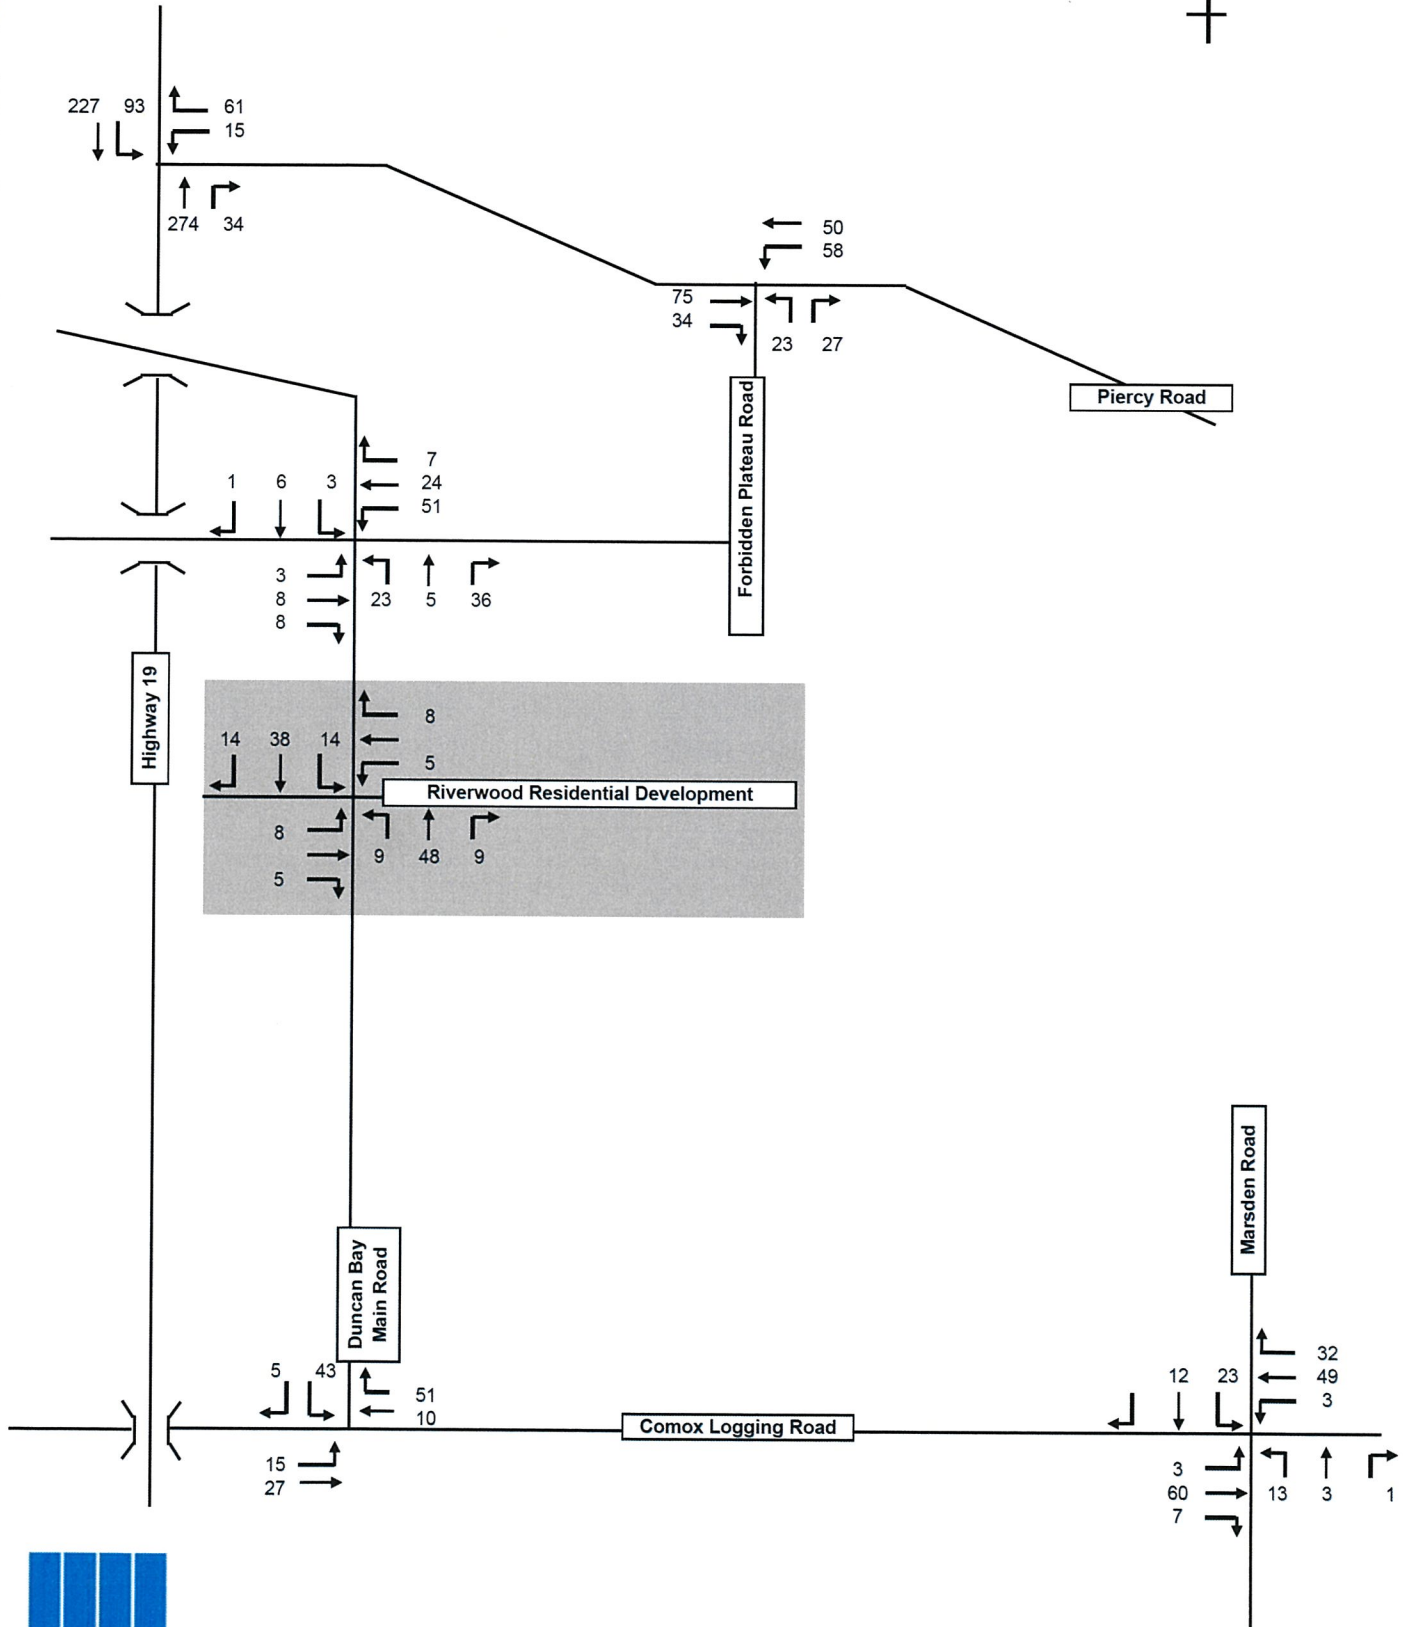 227 93 61
15
274 34
50
58
75
34
23 27
Piercy Road
Forbidden Plateau Road
7
1 6 3 24
51
3
8 23 5 36
8
Highway 19
8
14 38 14
5
Riverwood Residential Development
8
9 48 9
5
Marsden Road
Duncan Bay
Main Road
5 43
51
10
Comox Logging Road
15
27
32
12 23 49
3
3
60 13 3 1
7